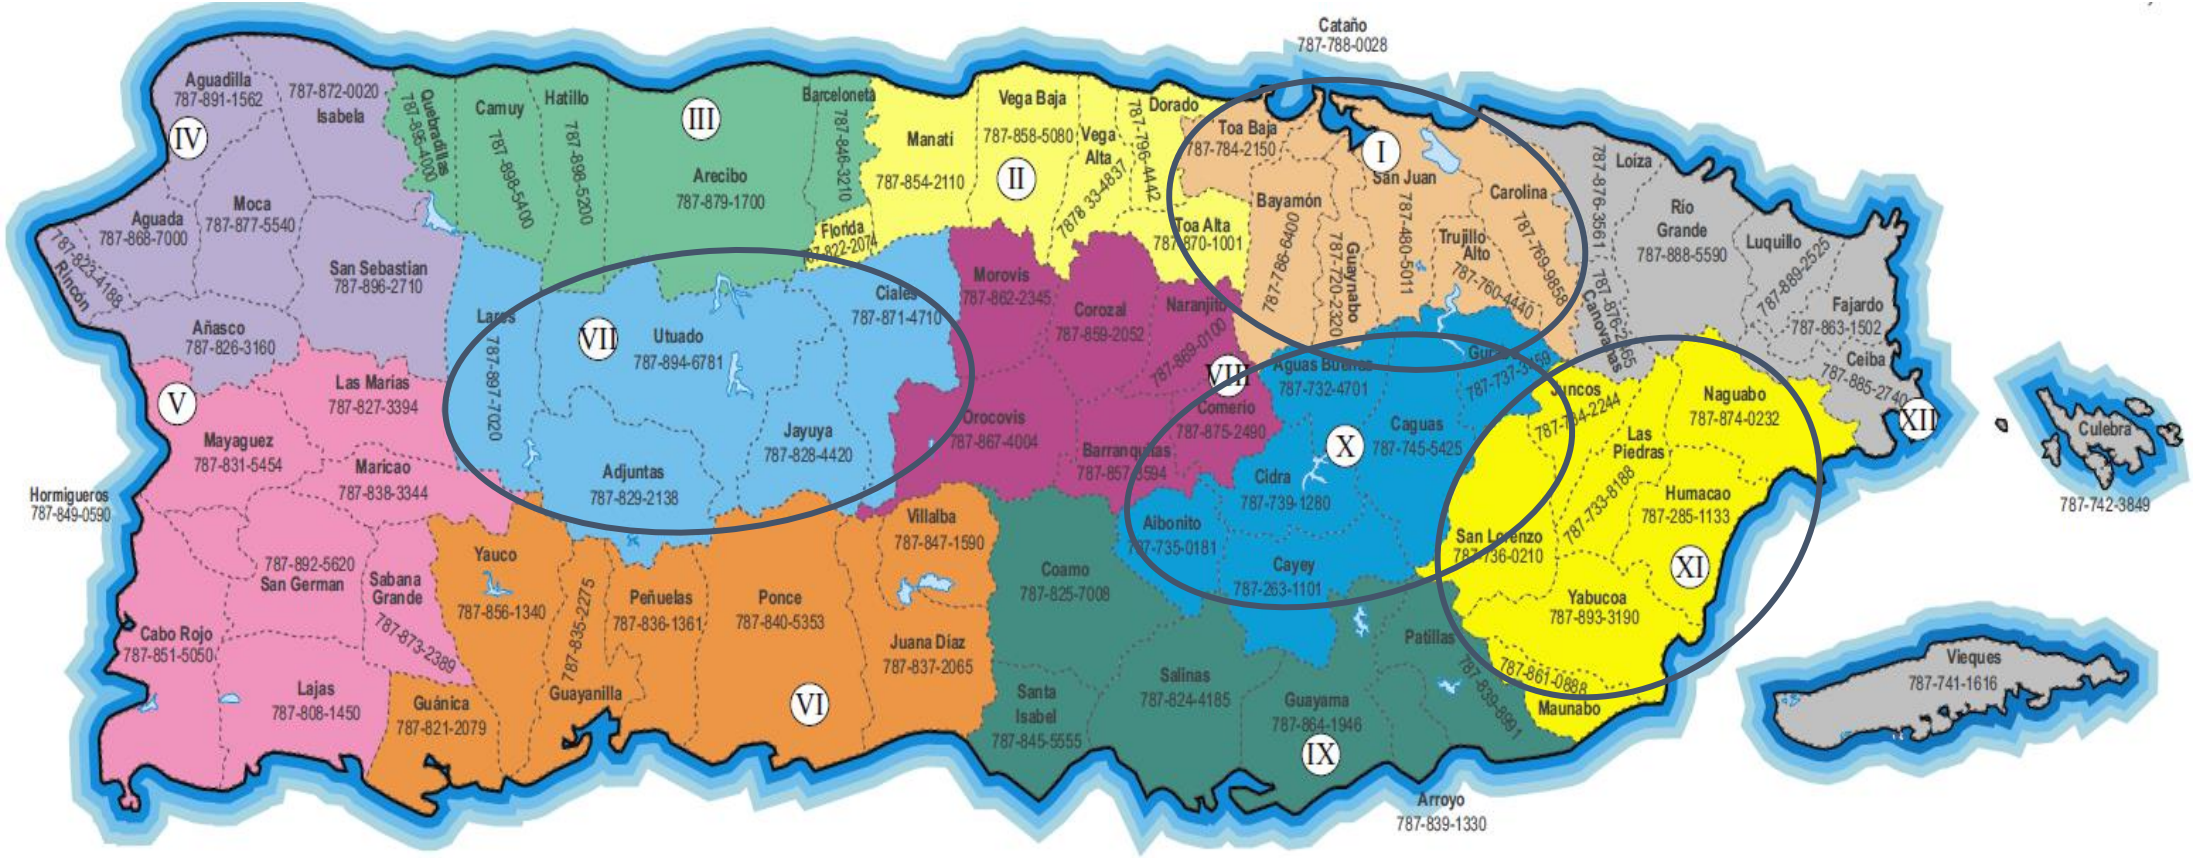 Cataño
787-788-0028
Aguadilla
787-891-1562
787-872-0020
Isabela
IV
Moca
787-877-5540
Aguada
787-868-7000
787-823-4188
Rincón
San Sebastian
787-896-2710
Añasco
787-826-3160
Quebradillas
787-895-4000
Camuy
787-898-5400
Hatillo
787-898-5200
III
Arecibo
787-879-1700
Barceloneta
787-846-3210
Florida
787-822-2074
Manatí
787-854-2110
Vega Baja
787-858-5080
II
Vega
Alta
7878 33-4837
Dorado
787-796-4442
Toa Alta
787-870-1001
Toa Baja
787-784-2150
I
San Juan
787-480-5011
Bayamón
787-786-6400
Guaynabo
787-720-2320
Carolina
787-769-9858
Trujillo
Alto
787-760-4440
Loíza
787-876-3561
787-876-2165
Canovanas
Río
Grande
787-888-5590
Luquillo
787-889-2525
Fajardo
787-863-1502
Ceiba
787-885-2740
XII
Culebra
787-742-3849
Vieques
787-741-1616
V
Mayaguez
787-831-5454
Las Marias
787-827-3394
Maricao
787-838-3344
Hormigueros
787-849-0590
787-892-5620
San German
Sabana
Grande
787-873-2389
Cabo Rojo
787-851-5050
Lajas
787-808-1450
Lares
787-897-7020
VII
Utuado
787-894-6781
Ciales
787-871-4710
Adjuntas
787-829-2138
Jayuya
787-828-4420
Morovis
787-862-2345
Corozal
787-859-2052
Naranjito
787-869-0100
VIII
Comerio
787-875-2490
Orocovis
787-867-4004
Barranquitas
787-857-8594
Yauco
787-856-1340
Guánica
787-821-2079
787-835-2275
Guayanilla
Peñuelas
787-836-1361
Ponce
787-840-5353
VI
Villalba
787-847-1590
Juana Diaz
787-837-2065
Coamo
787-825-7008
Santa
Isabel
787-845-5555
Salinas
787-824-4185
Guayama
787-864-1946
IX
Patillas
787-839-8991
Arroyo
787-839-1330
Aguas Buenas
787-732-4701
787-737-3159
Caguas
787-745-5425
X
Cidra
787-739-1280
Aibonito
787-735-0181
Cayey
787-263-1101
Juncos
787-734-2244
Naguabo
787-874-0232
Las
Piedras
787-733-8188
Humacao
787-285-1133
San Lorenzo
787-736-0210
XI
Yabucoa
787-893-3190
787-861-0888
Maunabo